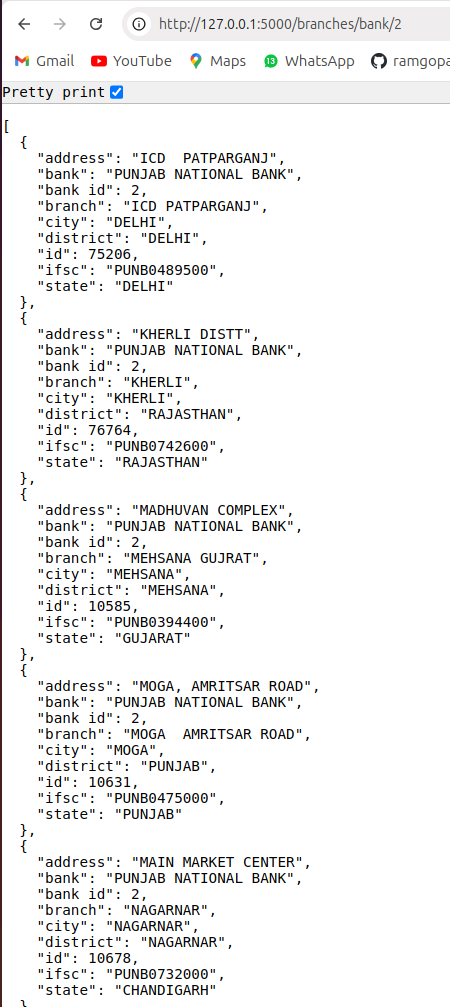 http://127.0.0.1:5000/branches/bank/2
Gmail YouTube Maps 13 WhatsApp ramgopa
Pretty print
[
  {
    "address": "ICD  PATPARGANJ",
    "bank": "PUNJAB NATIONAL BANK",
    "bank id": 2,
    "branch": "ICD PATPARGANJ",
    "city": "DELHI",
    "district": "DELHI",
    "id": 75206,
    "ifsc": "PUNB0489500",
    "state": "DELHI"
  },
  {
    "address": "KHERLI DISTT",
    "bank": "PUNJAB NATIONAL BANK",
    "bank id": 2,
    "branch": "KHERLI",
    "city": "KHERLI",
    "district": "RAJASTHAN",
    "id": 76764,
    "ifsc": "PUNB0742600",
    "state": "RAJASTHAN"
  },
  {
    "address": "MADHUVAN COMPLEX",
    "bank": "PUNJAB NATIONAL BANK",
    "bank id": 2,
    "branch": "MEHSANA GUJRAT",
    "city": "MEHSANA",
    "district": "MEHSANA",
    "id": 10585,
    "ifsc": "PUNB0394400",
    "state": "GUJARAT"
  },
  {
    "address": "MOGA, AMRITSAR ROAD",
    "bank": "PUNJAB NATIONAL BANK",
    "bank id": 2,
    "branch": "MOGA  AMRITSAR ROAD",
    "city": "MOGA",
    "district": "PUNJAB",
    "id": 10631,
    "ifsc": "PUNB0475000",
    "state": "PUNJAB"
  },
  {
    "address": "MAIN MARKET CENTER",
    "bank": "PUNJAB NATIONAL BANK",
    "bank id": 2,
    "branch": "NAGARNAR",
    "city": "NAGARNAR",
    "district": "NAGARNAR",
    "id": 10678,
    "ifsc": "PUNB0732000",
    "state": "CHANDIGARH"
  }